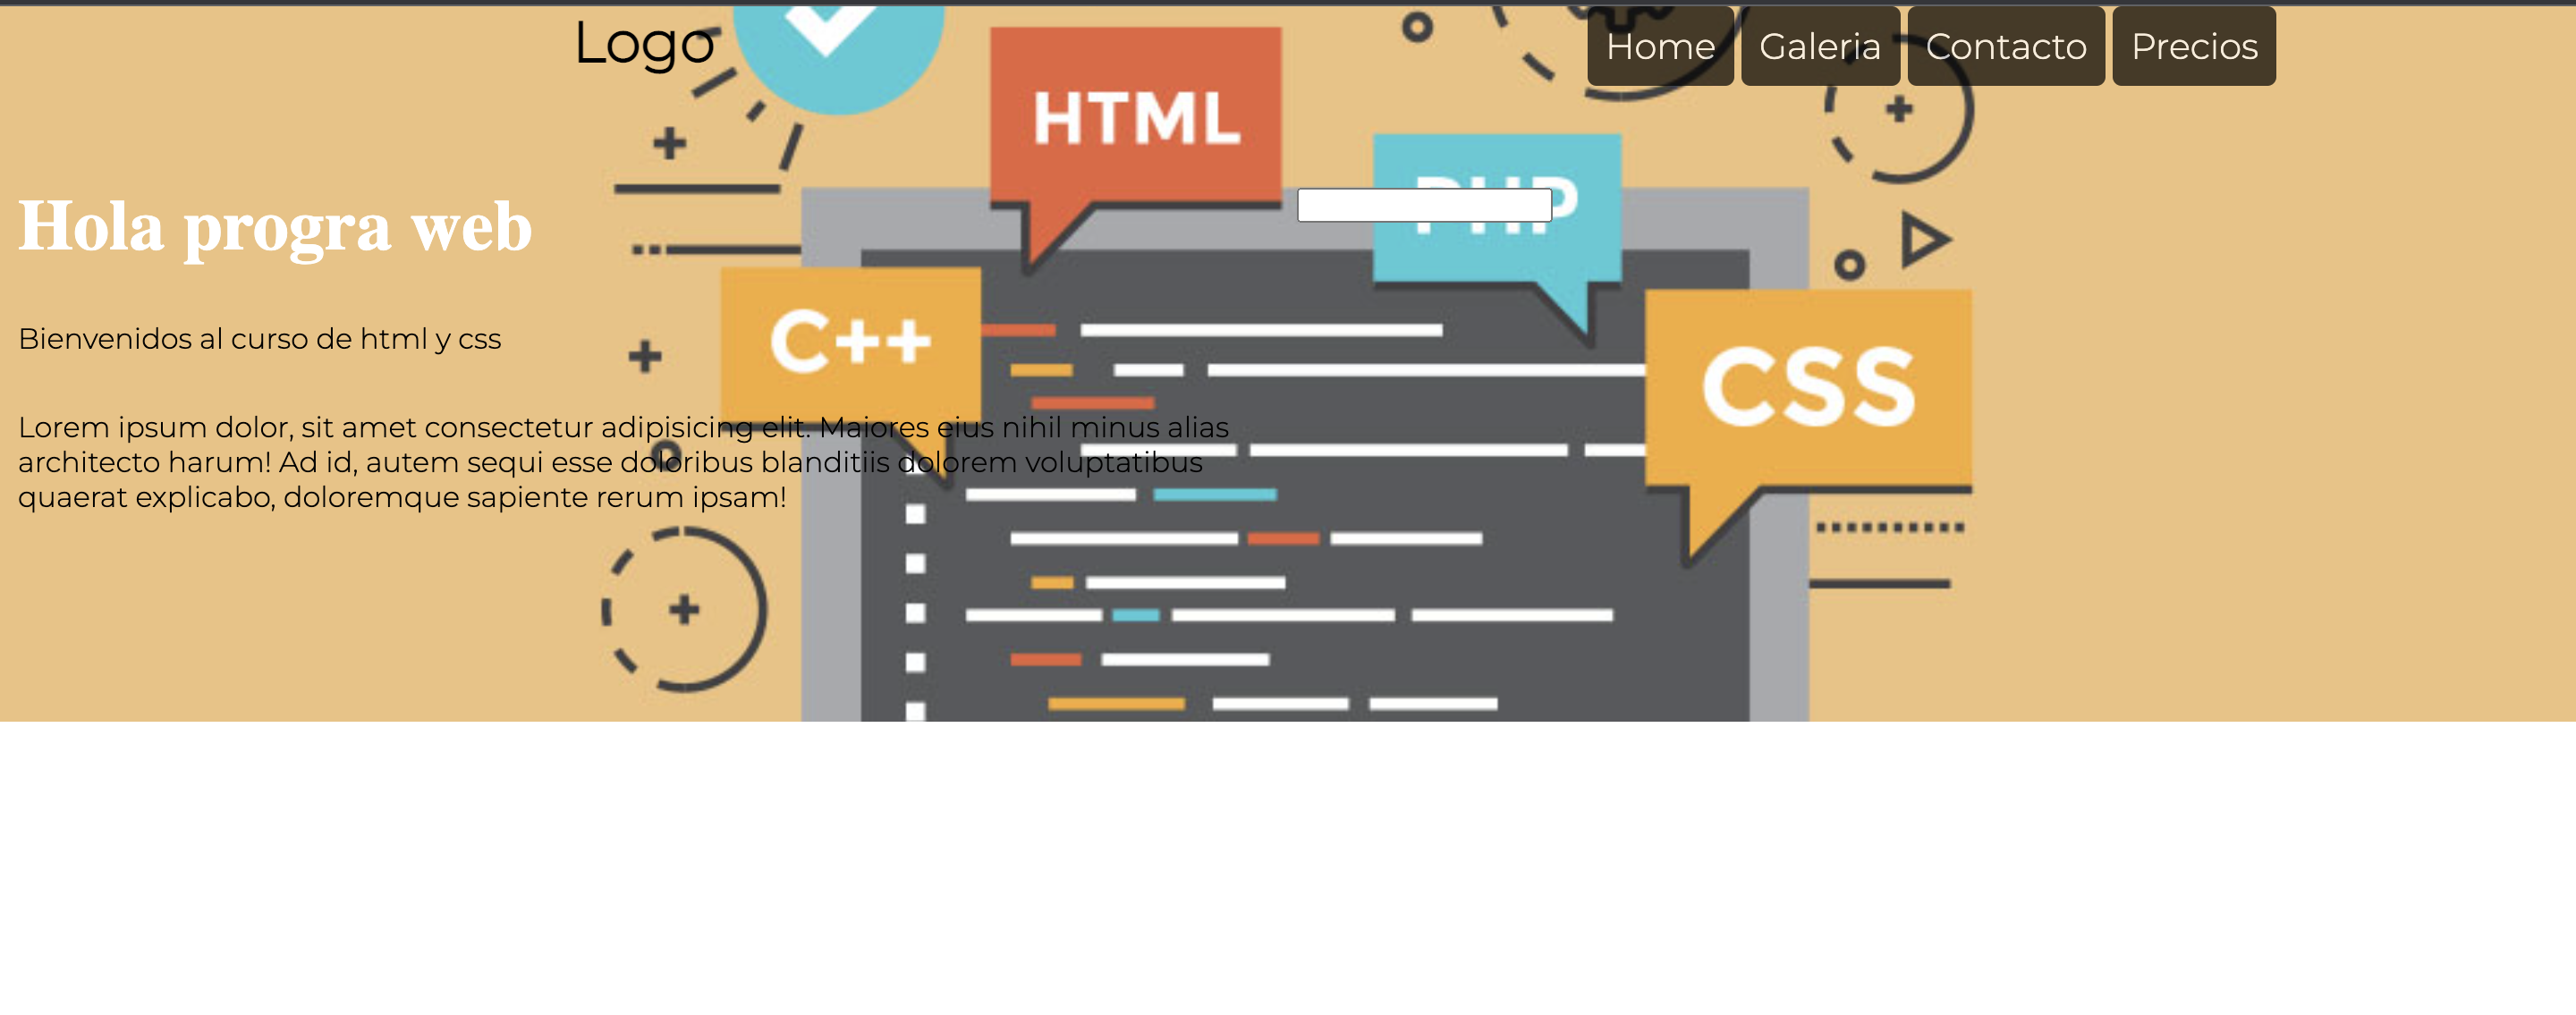 Logo
Home Galeria Contacto Precios
HTML
PHP
Hola progra web
C++
CSS
Bienvenidos al curso de html y css
Lorem ipsum dolor, sit amet consectetur adipisicing elit. Maiores eius nihil minus alias
architecto harum! Ad id, autem sequi esse doloribus blanditiis dolorem voluptatibus
quaerat explicabo, doloremque sapiente rerum ipsam!